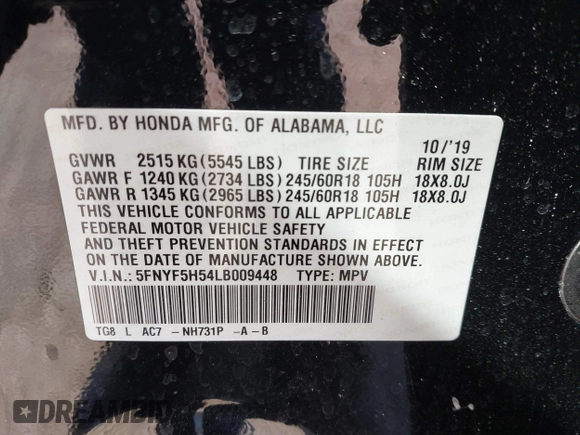 MFD. BY HONDA MFG. OF ALABAMA, LLC
10/'19
GVWR 2515 KG (5545 LBS) TIRE SIZE RIM SIZE
GAWR F 1240 KG (2734 LBS) 245/60R18 105H 18X8.0J
GAWR R 1345 KG (2965 LBS) 245/60R18 105H 18X8.0J
THIS VEHICLE CONFORMS TO ALL APPLICABLE
FEDERAL MOTOR VEHICLE SAFETY
AND THEFT PREVENTION STANDARDS IN EFFECT
ON THE DATE OF MANUFACTURE SHOWN ABOVE.
V.I.N.: 5FNYF5H54LB009448 TYPE: MPV
TG8 L AC7 - NH731P - A - B
DREAMBID